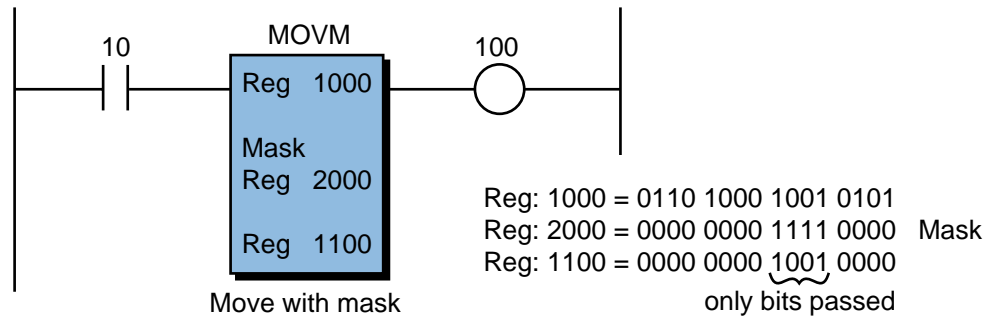 10
MOVM
100
Reg 1000
Mask
Reg 2000
Reg 1100
Move with mask
Reg: 1000 = 0110 1000 1001 0101
Reg: 2000 = 0000 0000 1111 0000 Mask
Reg: 1100 = 0000 0000 1001 0000
only bits passed